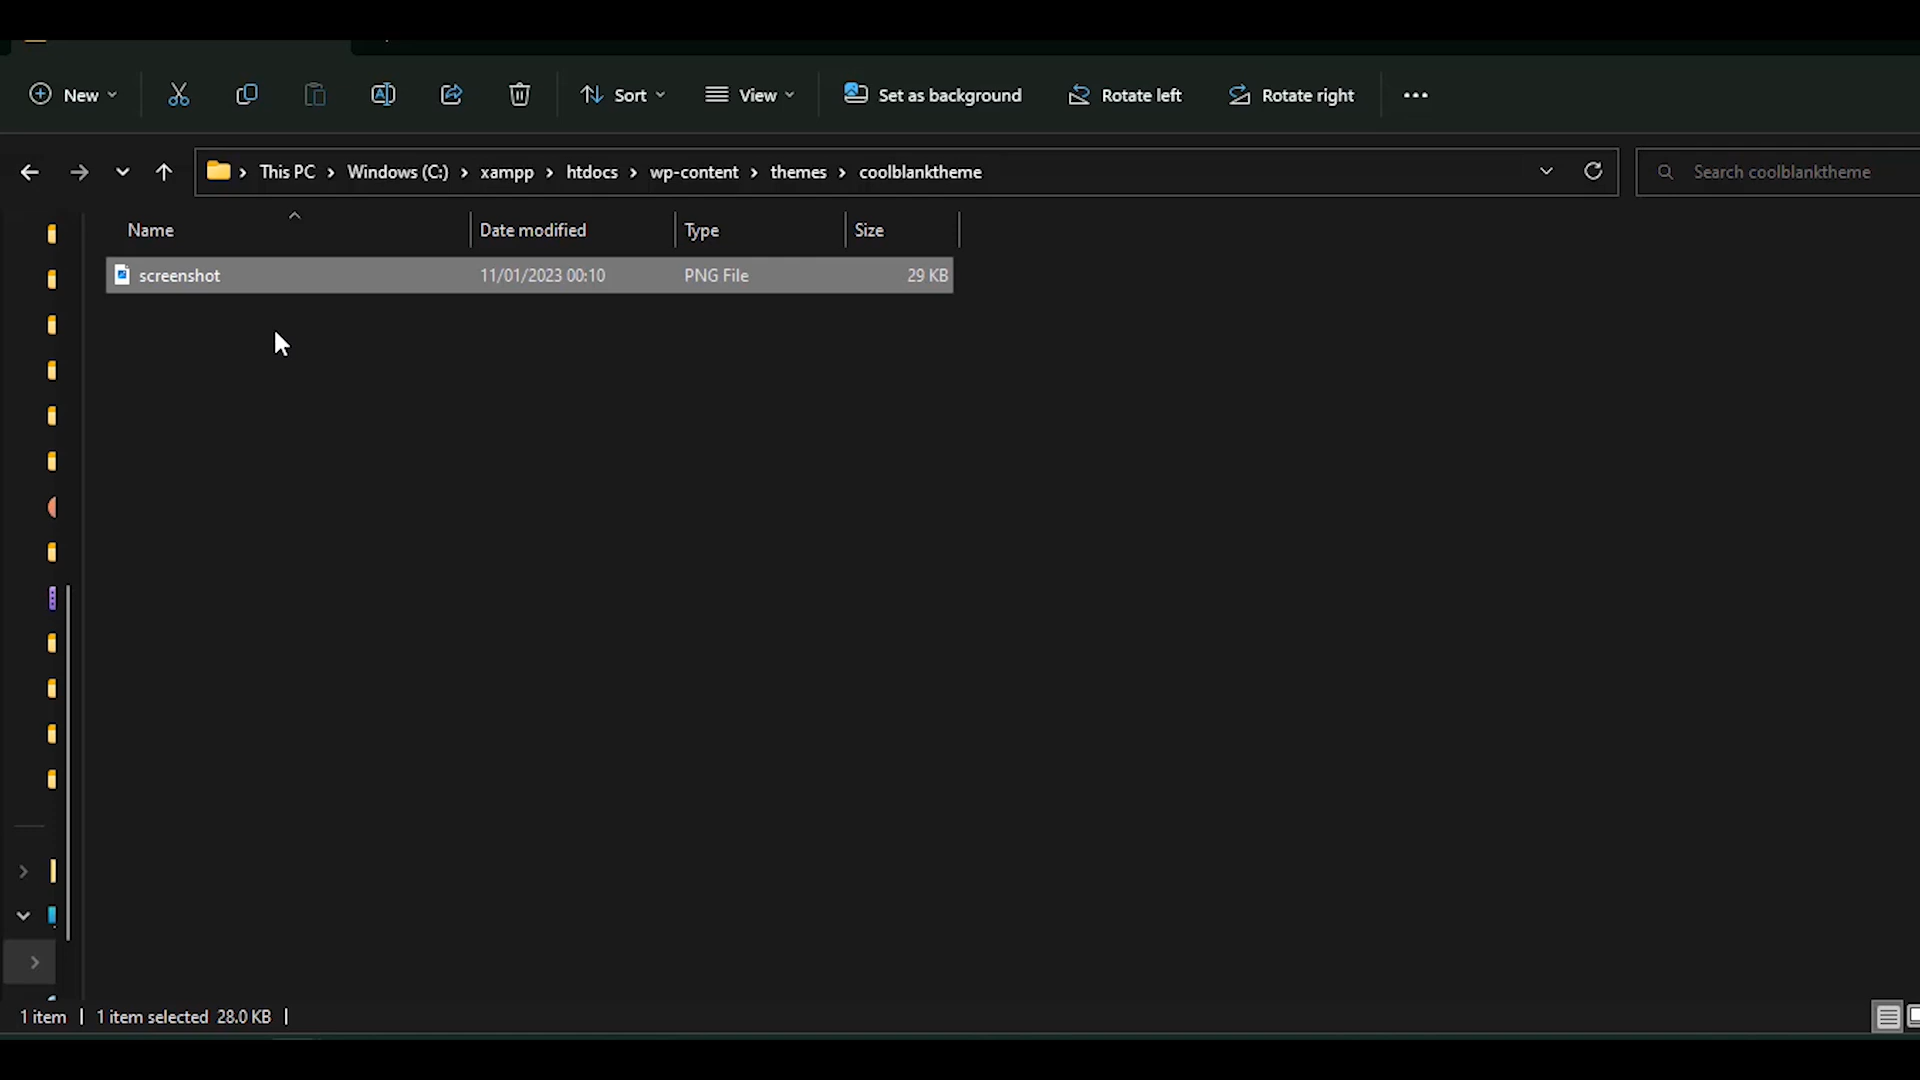 New Sort View Set as background Rotate left Rotate right
This PC Windows (C:) xampp htdocs wp-content themes coolblanktheme Search coolblanktheme
Name Date modified Type Size
screenshot 11/01/2023 00:10 PNG File 29 KB
1 item 1 item selected 28.0 KB